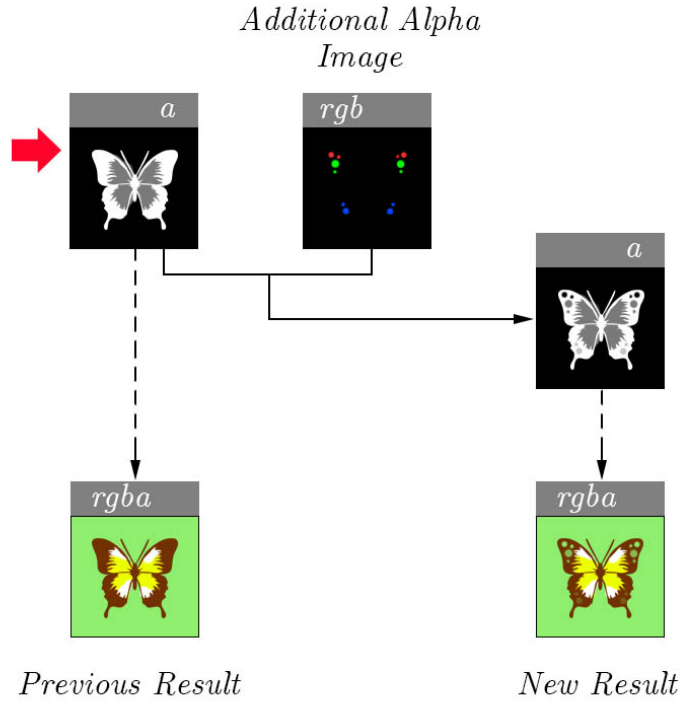 Additional Alpha
Image
a
rgb
a
rgba
rgba
Previous Result
New Result